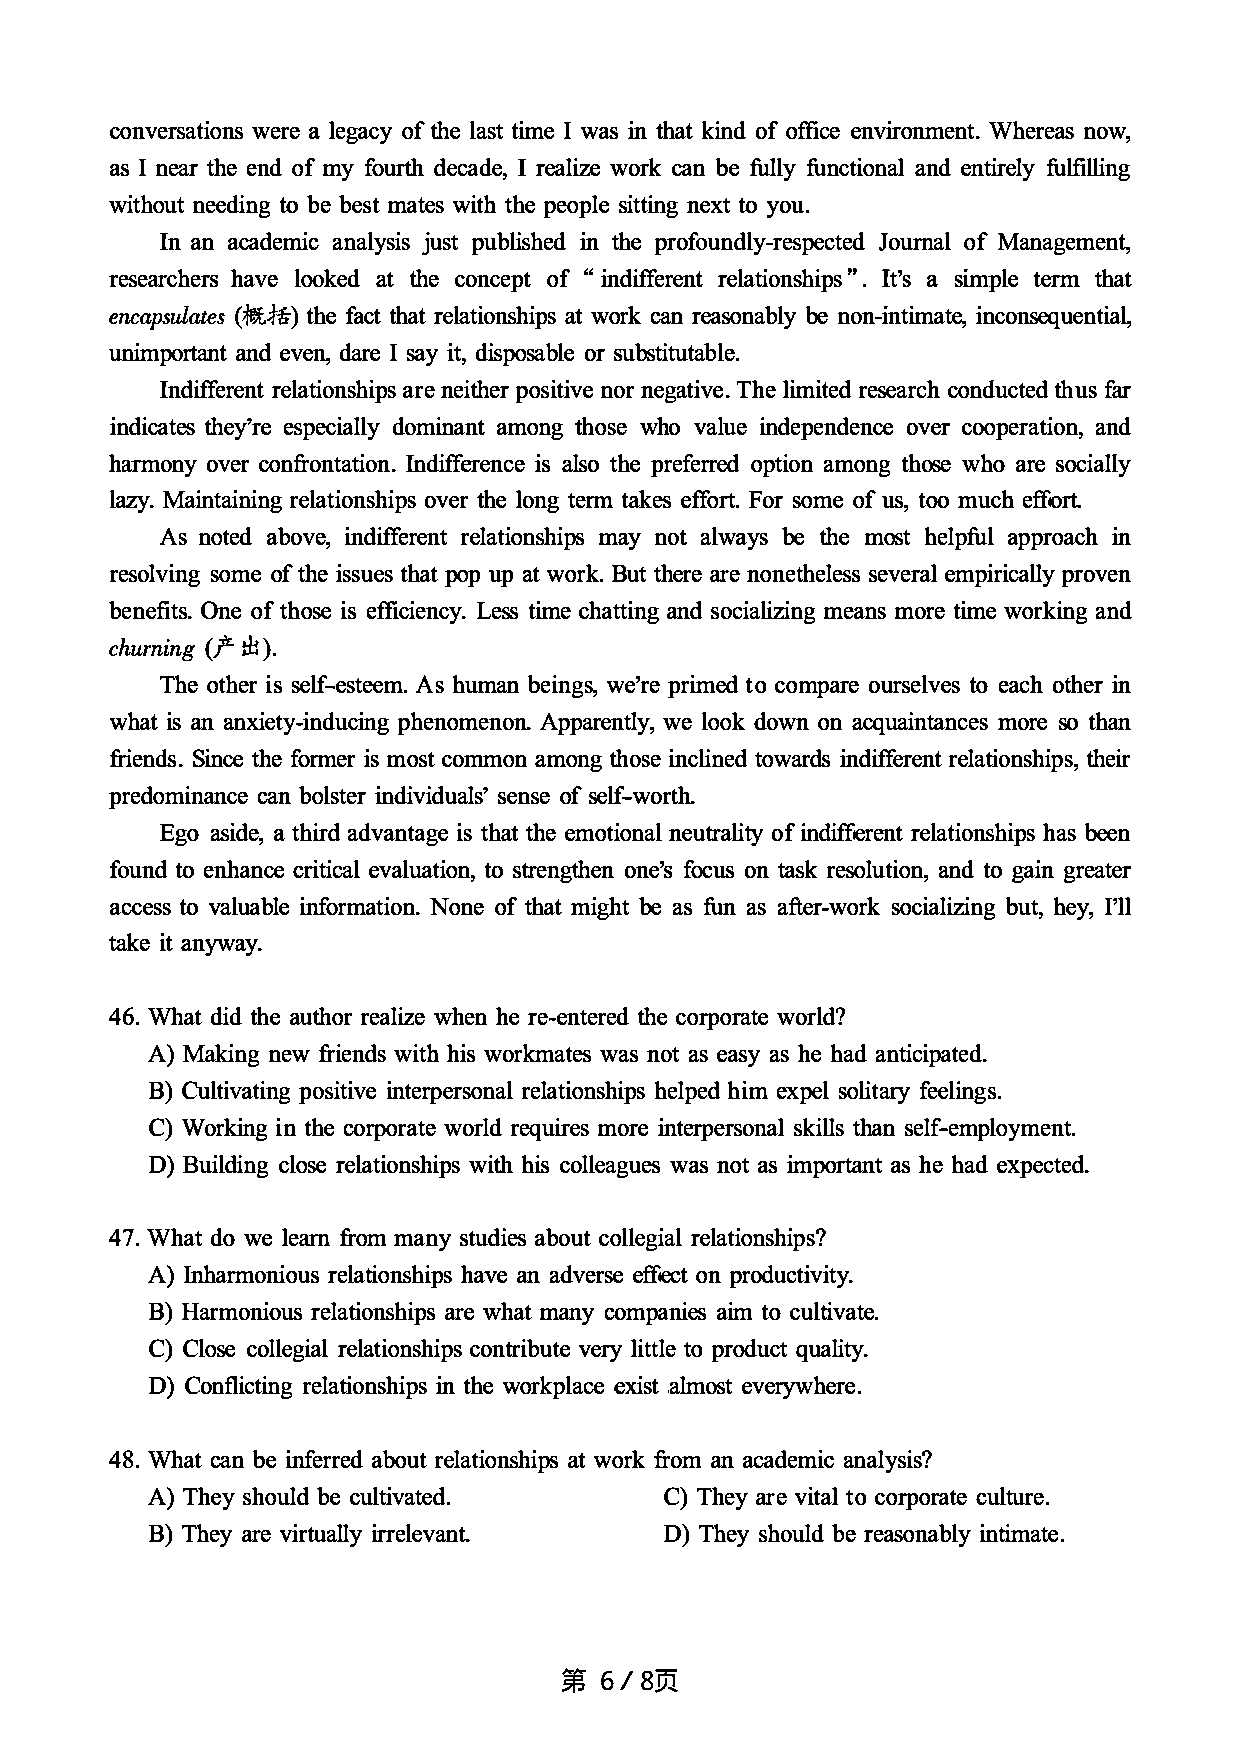 conversations were a legacy of the last time I was in that kind of office environment. Whereas now,
as I near the end of my fourth decade, I realize work can be fully functional and entirely fulfilling
without needing to be best mates with the people sitting next to you.
In an academic analysis just published in the profoundly-respected Journal of Management,
researchers have looked at the concept of “indifferent relationships”. It’s a simple term that
encapsulates (概括) the fact that relationships at work can reasonably be non-intimate, inconsequential,
unimportant and even, dare I say it, disposable or substitutable.
Indifferent relationships are neither positive nor negative. The limited research conducted thus far
indicates they’re especially dominant among those who value independence over cooperation, and
harmony over confrontation. Indifference is also the preferred option among those who are socially
lazy. Maintaining relationships over the long term takes effort. For some of us, too much effort.
As noted above, indifferent relationships may not always be the most helpful approach in
resolving some of the issues that pop up at work. But there are nonetheless several empirically proven
benefits. One of those is efficiency. Less time chatting and socializing means more time working and
churning (产出).
The other is self-esteem. As human beings, we’re primed to compare ourselves to each other in
what is an anxiety-inducing phenomenon. Apparently, we look down on acquaintances more so than
friends. Since the former is most common among those inclined towards indifferent relationships, their
predominance can bolster individuals’ sense of self-worth.
Ego aside, a third advantage is that the emotional neutrality of indifferent relationships has been
found to enhance critical evaluation, to strengthen one’s focus on task resolution, and to gain greater
access to valuable information. None of that might be as fun as after-work socializing but, hey, I’ll
take it anyway.
46. What did the author realize when he re-entered the corporate world?
A) Making new friends with his workmates was not as easy as he had anticipated.
B) Cultivating positive interpersonal relationships helped him expel solitary feelings.
C) Working in the corporate world requires more interpersonal skills than self-employment.
D) Building close relationships with his colleagues was not as important as he had expected.
47. What do we learn from many studies about collegial relationships?
A) Inharmonious relationships have an adverse effect on productivity.
B) Harmonious relationships are what many companies aim to cultivate.
C) Close collegial relationships contribute very little to product quality.
D) Conflicting relationships in the workplace exist almost everywhere.
48. What can be inferred about relationships at work from an academic analysis?
A) They should be cultivated. C) They are vital to corporate culture.
B) They are virtually irrelevant. D) They should be reasonably intimate.
第 6 / 8页